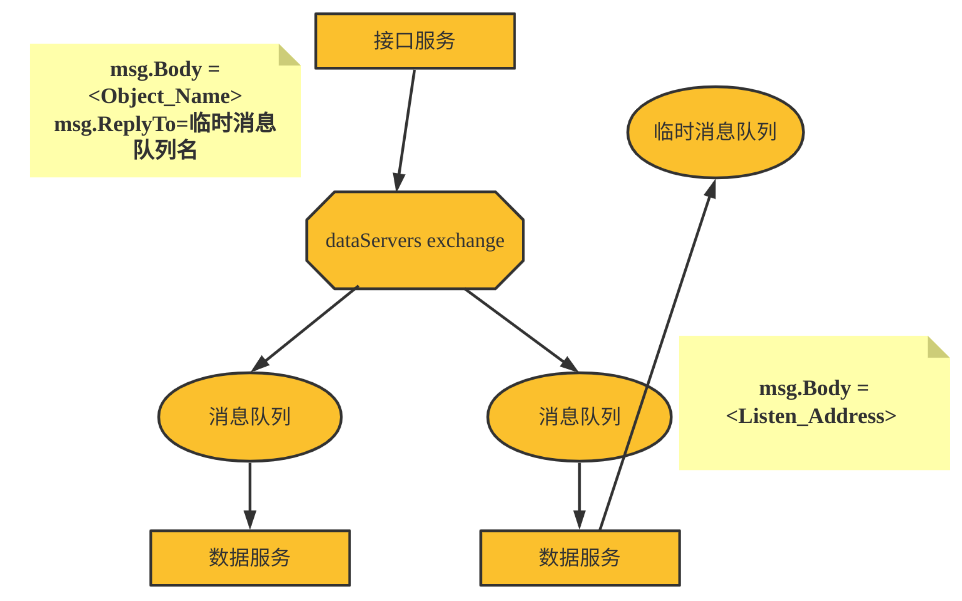 接口服务
msg.Body =
<Object_Name>
msg.ReplyTo=临时消息
队列名
临时消息队列
dataServers exchange
msg.Body =
<Listen_Address>
消息队列
消息队列
数据服务
数据服务